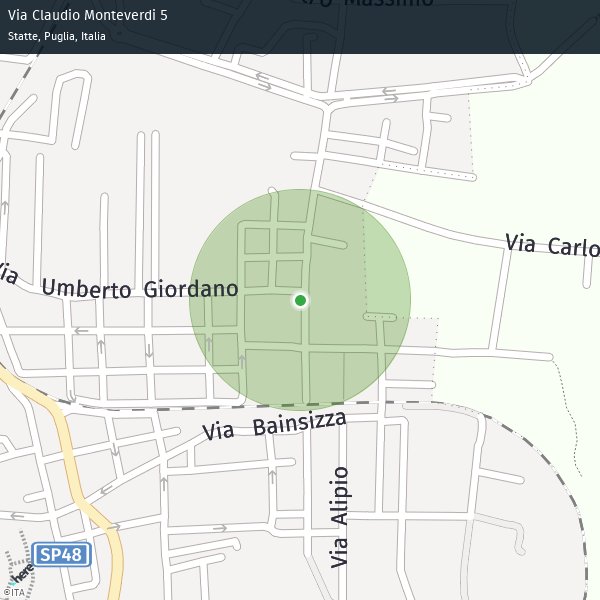 Via Claudio Monteverdi 5
Statte, Puglia, Italia
Massimo
Via Carlo
Via Umberto Giordano
Via Bainsizza
Via Alipio
SP48
here
©ITA